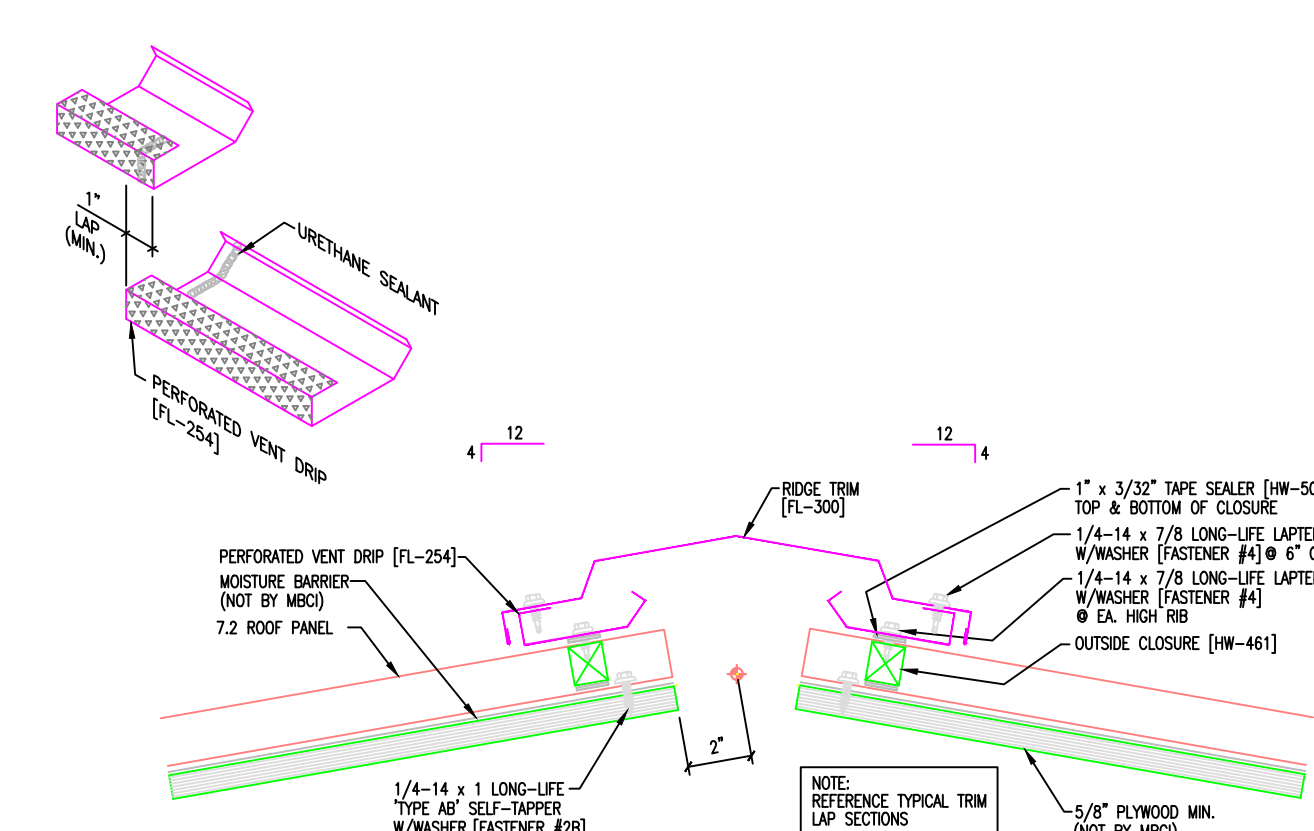 1"
LAP
(MIN.)
URETHANE SEALANT
PERFORATED VENT DRIP
[FL-254]
12
4
12
4
RIDGE TRIM
[FL-300]
1" x 3/32" TAPE SEALER
TOP & BOTTOM OF CLOSURE
1/4-14 x 7/8 LONG-LIFE
W/WASHER [FASTENER #4] @ 6"
1/4-14 x 7/8 LONG-LIFE
W/WASHER [FASTENER #4]
@ EA. HIGH RIB
OUTSIDE CLOSURE [HW-461]
PERFORATED VENT DRIP [FL-254]
MOISTURE BARRIER
(NOT BY MBCI)
7.2 ROOF PANEL
2"
1/4-14 x 1 LONG-LIFE
'TYPE AB' SELF-TAPPER
W/WASHER [FASTENER #2B]
NOTE:
REFERENCE TYPICAL TRIM
LAP SECTIONS
5/8" PLYWOOD MIN.
(NOT BY MBCI)